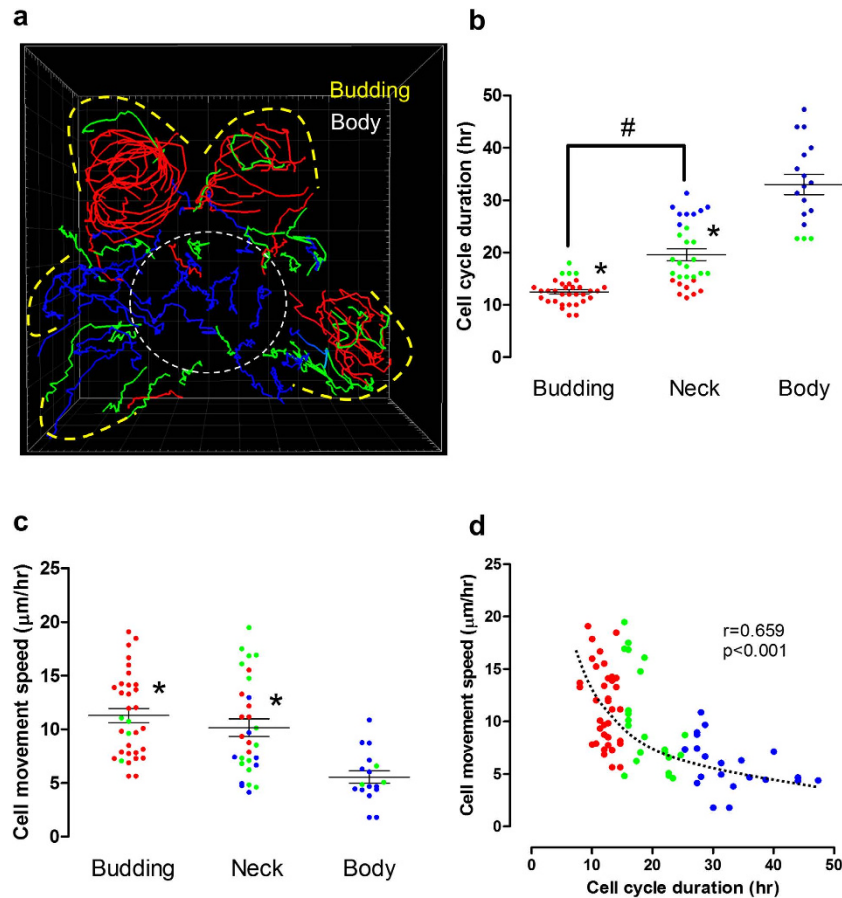 a
Budding
Body
b
Cell cycle duration (hr)
50
40
30
20
10
0
#
*
*
Budding Neck Body
c
Cell movement speed (μm/hr)
25
20
15
10
5
0
*
*
Budding Neck Body
d
Cell movement speed (μm/hr)
25
20
15
10
5
0
r=0.659
p<0.001
0 10 20 30 40 50
Cell cycle duration (hr)